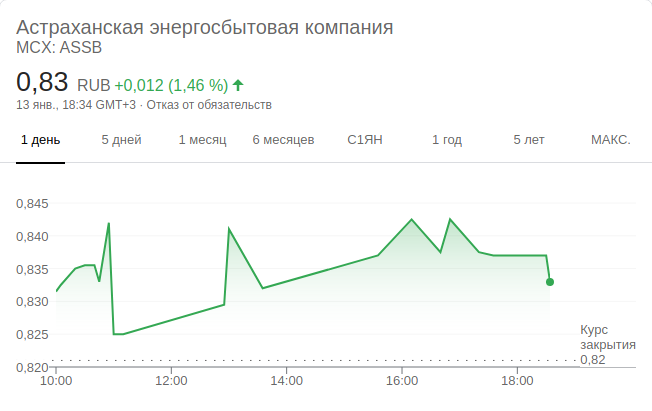 Астраханская энергосбытовая компания
MCX: ASSB
0,83 RUB +0,012 (1,46 %)
13 янв., 18:34 GMT+3 · Отказ от обязательств
1 день 5 дней 1 месяц 6 месяцев С1ЯН 1 год 5 лет МАКС.
0,845
0,840
0,835
0,830
0,825
0,820
Курс
закрытия
0,82
10:00 12:00 14:00 16:00 18:00